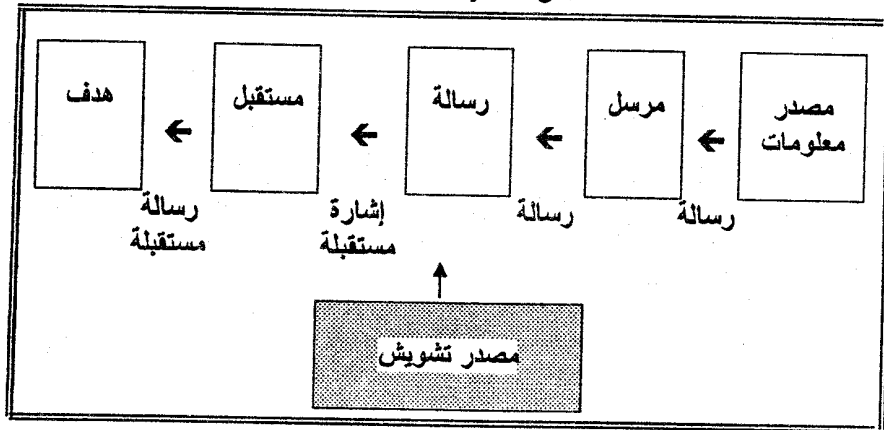 مصدر
معلومات
مرسل
رسالة
مستقبل
هدف
رسالة
رسالة
إشارة
مستقبلة
رسالة
مستقبلة
مصدر تشويش